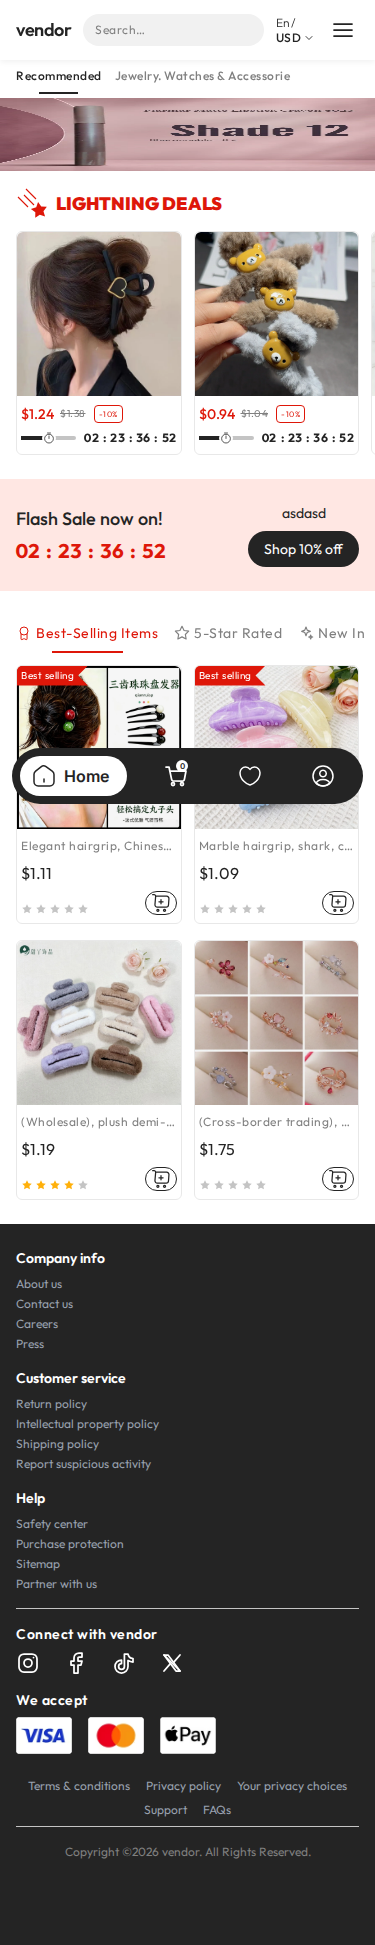 vendor
Search...
En/
USD
Recommended
Jewelry. Watches & Accessorie
Shade 12
LIGHTNING DEALS
$1.24 $1.38 -10%
02 : 23 : 36 : 52
$0.94 $1.04 -10%
02 : 23 : 36 : 52
Flash Sale now on!
02 : 23 : 36 : 52
asdasd
Shop 10% off
Best-Selling Items
5-Star Rated
New In
Best selling
三齿珠珠盘发器
轻松搞定丸子头
Best selling
Home
0
Elegant hairgrip, Chines...
$1.11
Marble hairgrip, shark, c...
$1.09
(Wholesale), plush demi-...
$1.19
(Cross-border trading), ...
$1.75
Company info
About us
Contact us
Careers
Press
Customer service
Return policy
Intellectual property policy
Shipping policy
Report suspicious activity
Help
Safety center
Purchase protection
Sitemap
Partner with us
Connect with vendor
We accept
VISA
Pay
Terms & conditions
Privacy policy
Your privacy choices
Support
FAQs
Copyright ©2026 vendor. All Rights Reserved.